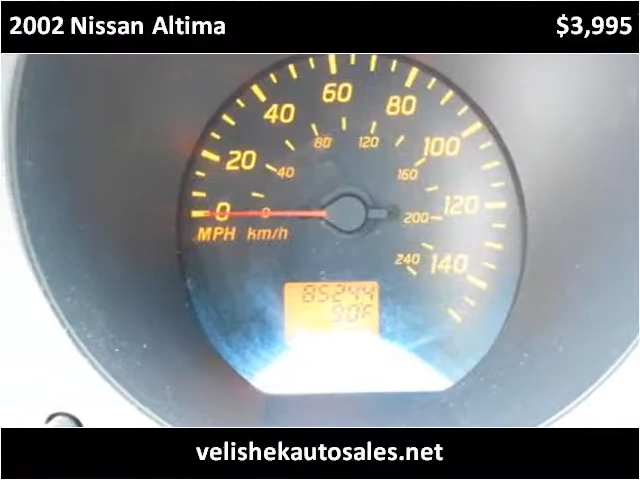 2002 Nissan Altima $3,995
60
40 80
80 120
20 100
40 160
0 0 120
200
MPH km/h
240 140
85244
90°F
velishekautosales.net